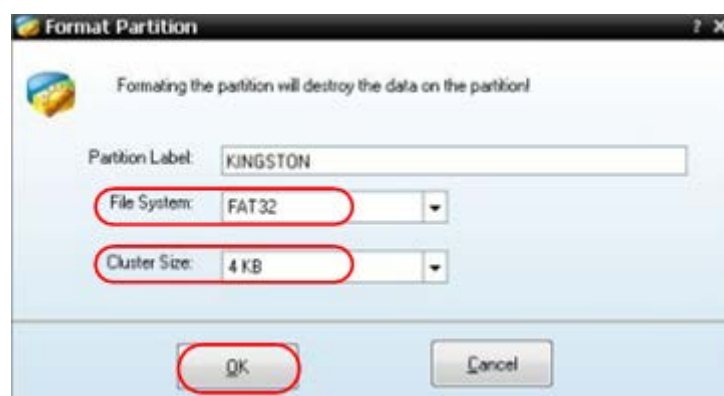 Format Partition ? X
Formating the partition will destroy the data on the partition!
Partition Label: KINGSTON
File System: FAT32
Cluster Size: 4 KB
OK Cancel